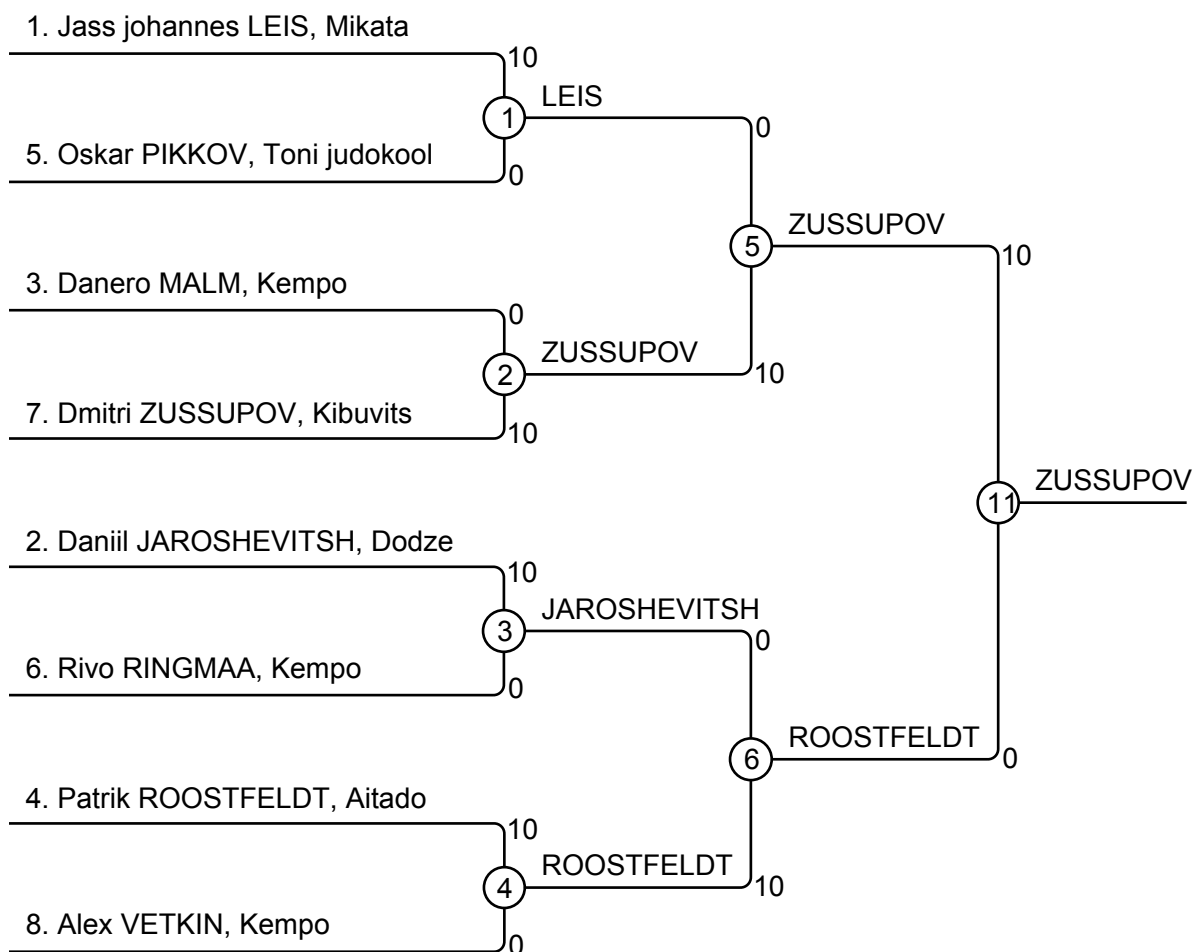 1. Jass johannes LEIS, Mikata
10
1
LEIS
0
5. Oskar PIKKOV, Toni judokool
0
5
ZUSSUPOV
10
3. Danero MALM, Kempo
0
2
ZUSSUPOV
10
7. Dmitri ZUSSUPOV, Kibuvits
10
11
ZUSSUPOV
2. Daniil JAROSHEVITSH, Dodze
10
3
JAROSHEVITSH
0
6. Rivo RINGMAA, Kempo
0
6
ROOSTFELDT
0
4. Patrik ROOSTFELDT, Aitado
10
4
ROOSTFELDT
10
8. Alex VETKIN, Kempo
0